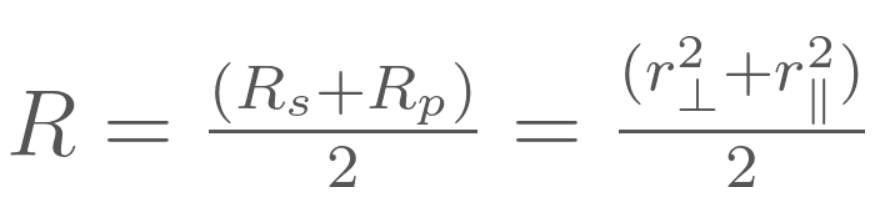 R = (R_s+R_p)/2 = (r_⊥^2+r_∥^2)/2